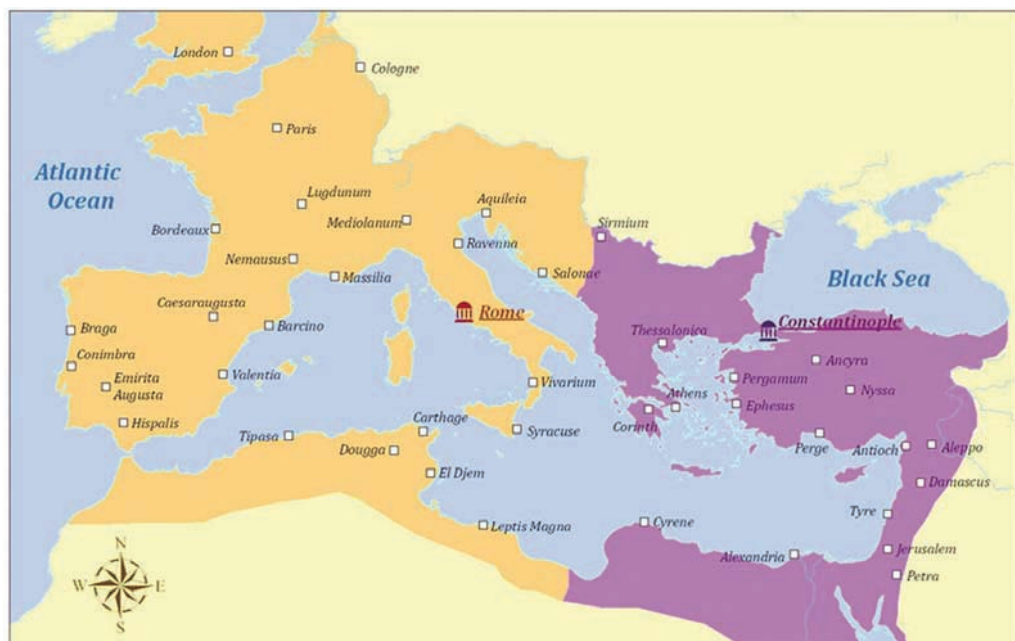 London
Cologne
Paris
Atlantic
Ocean
Lugdunum
Aquileia
Mediolanum
Bordeaux
Ravenna
Sirmium
Nemausus
Massilia
Salonae
Black Sea
Caesaraugusta
Rome
Constantinople
Braga
Barcino
Thessalonica
Conimbra
Ancyra
Emirita
Augusta
Valentia
Vivarium
Pergamum
Nyssa
Athens
Ephesus
Hispalis
Carthage
Syracuse
Corinth
Tipasa
Dougga
Perge
Antioch
Aleppo
El Djem
Damascus
Leptis Magna
Cyrene
Tyre
N
Alexandria
Jerusalem
W
E
Petra
S